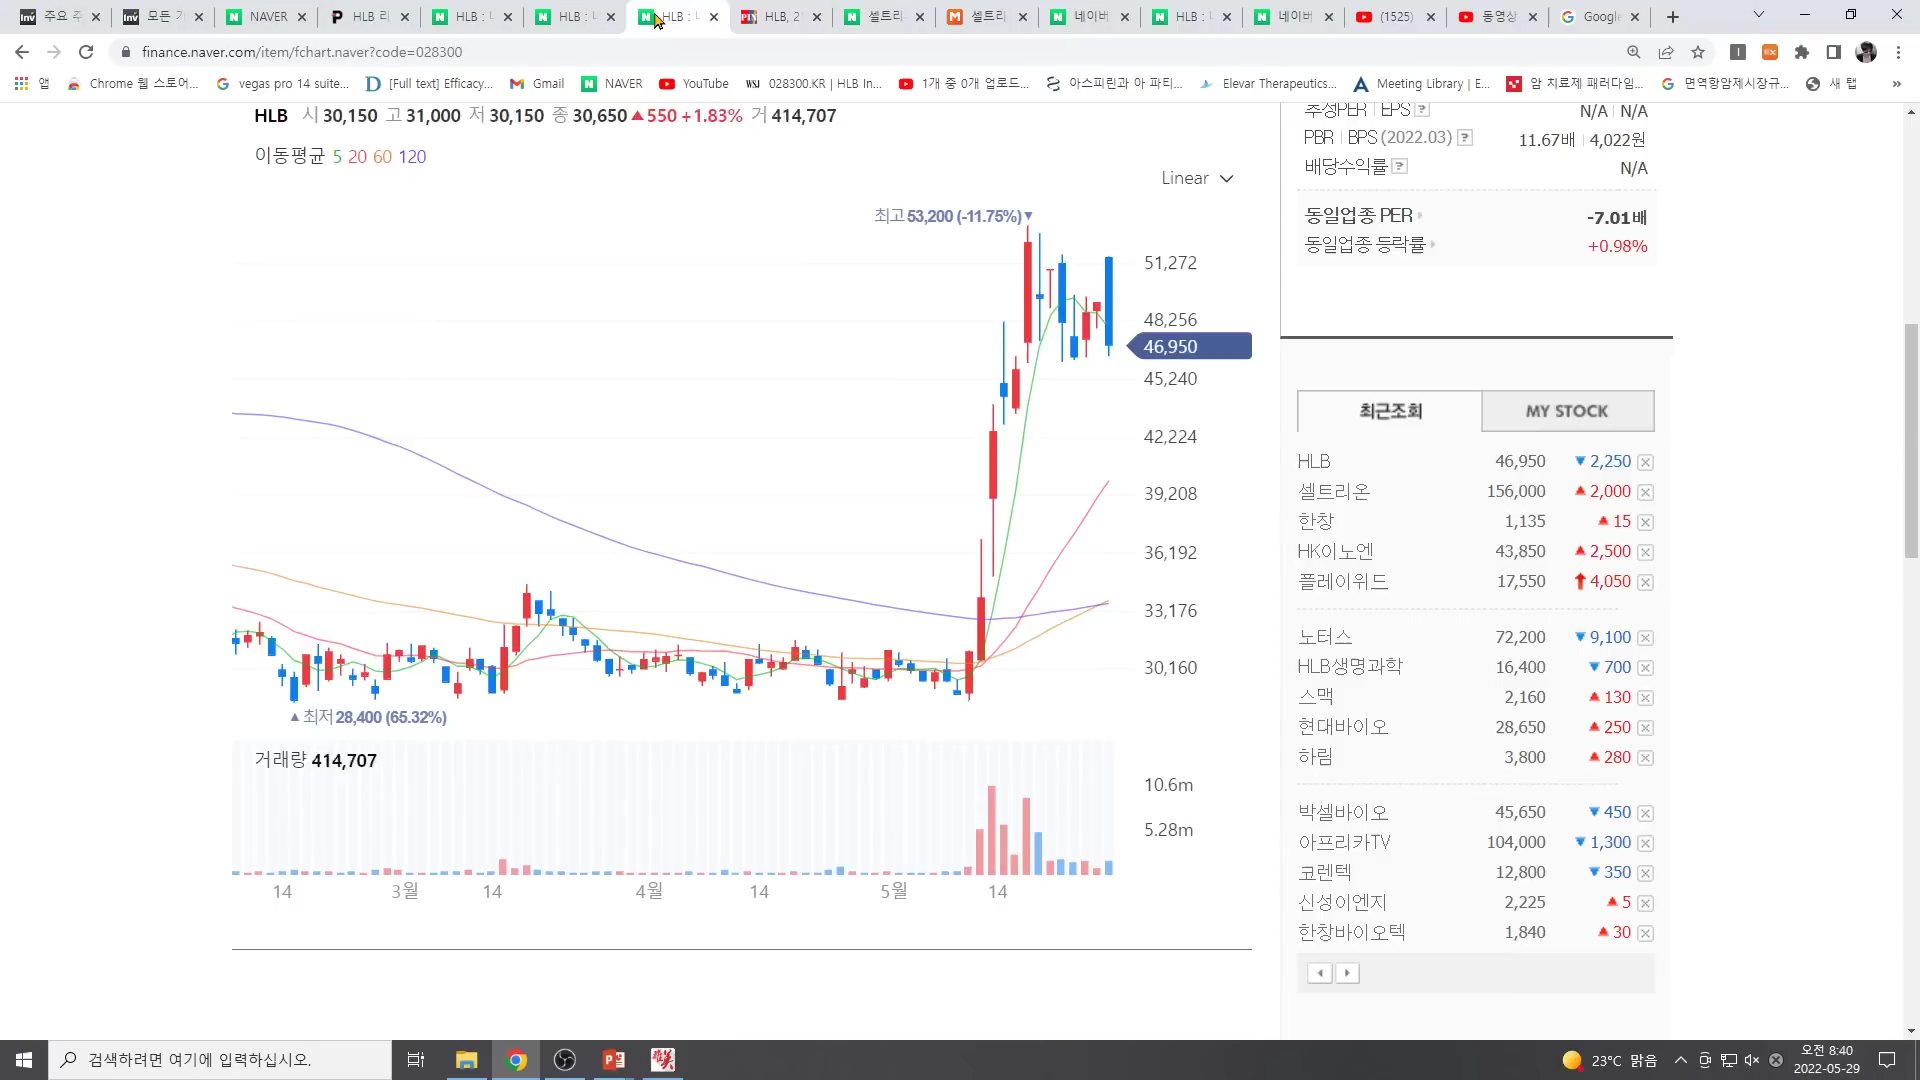 주요 주
모든 기
NAVER
HLB 리
HLB : 니
HLB : 니
HLB : 니
HLB, 2
셀트리
셀트리
네이버
HLB : 니
네이버
(1525)
동영상
Google
finance.naver.com/item/fchart.naver?code=028300
앱
Chrome 웹 스토어...
vegas pro 14 suite...
[Full text] Efficacy...
Gmail
NAVER
YouTube
028300.KR | HLB In...
1개 중 0개 업로드...
아스피린과 아 파티...
Elevar Therapeutics...
Meeting Library | E...
암 치료제 패러다임...
면역항암제시장규...
새 탭
»
HLB 시 30,150 고 31,000 저 30,150 종 30,650 ▲ 550 +1.83% 거 414,707
이동평균 5 20 60 120
Linear
최고 53,200 (-11.75%) ▼
51,272
48,256
46,950
45,240
42,224
39,208
36,192
33,176
30,160
▲ 최저 28,400 (65.32%)
거래량 414,707
10.6m
5.28m
14 3월 14 4월 14 5월 14
추정PER | EPS ? N/A | N/A
PBR | BPS (2022.03) ? 11.67배 | 4,022원
배당수익률 ? N/A
동일업종 PER -7.01배
동일업종 등락률 +0.98%
최근조회 MY STOCK
HLB 46,950 ▼ 2,250
셀트리온 156,000 ▲ 2,000
한창 1,135 ▲ 15
HK이노엔 43,850 ▲ 2,500
플레이위드 17,550 ↑ 4,050
노터스 72,200 ▼ 9,100
HLB생명과학 16,400 ▼ 700
스맥 2,160 ▲ 130
현대바이오 28,650 ▲ 250
하림 3,800 ▲ 280
박셀바이오 45,650 ▼ 450
아프리카TV 104,000 ▼ 1,300
코렌텍 12,800 ▼ 350
신성이엔지 2,225 ▲ 5
한창바이오텍 1,840 ▲ 30
검색하려면 여기에 입력하십시오.
23°C 맑음
오전 8:40
2022-05-29